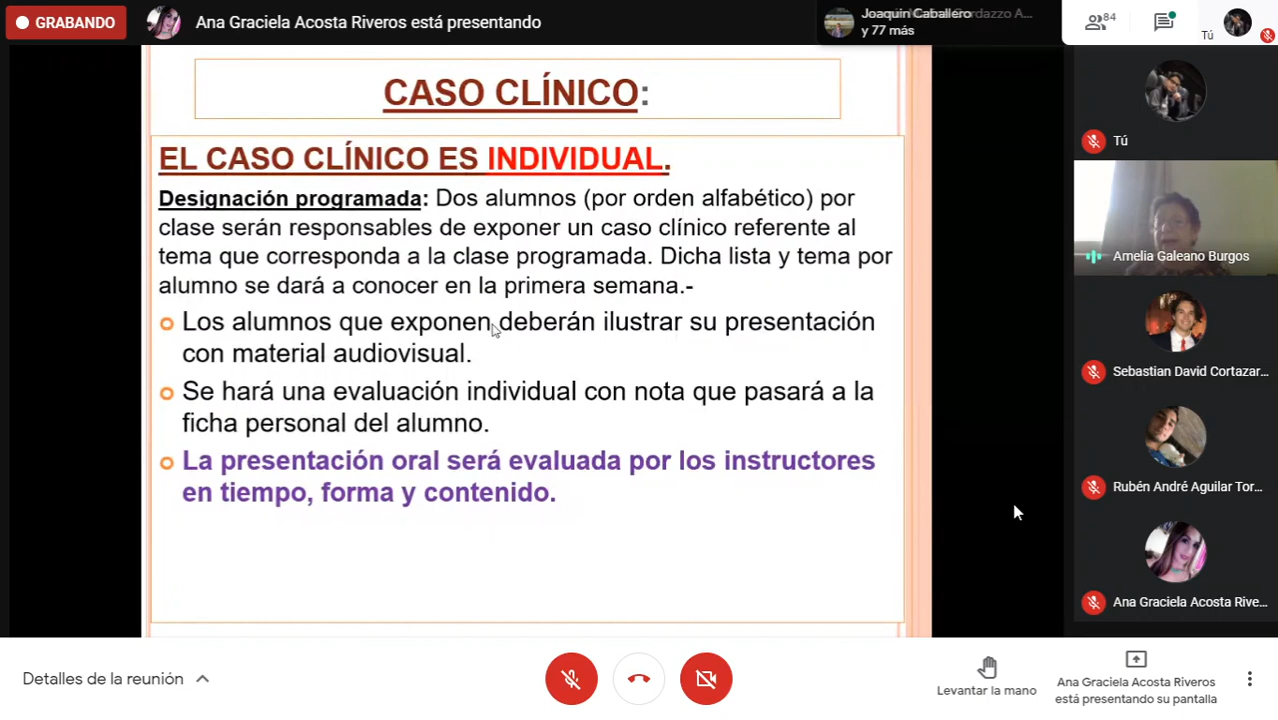 GRABANDO
Ana Graciela Acosta Riveros está presentando
Joaquin Caballero
y 77 más
84
Tú
CASO CLÍNICO:
EL CASO CLÍNICO ES INDIVIDUAL.
Designación programada: Dos alumnos (por orden alfabético) por
clase serán responsables de exponer un caso clínico referente al
tema que corresponda a la clase programada. Dicha lista y tema por
alumno se dará a conocer en la primera semana.-
Los alumnos que exponen deberán ilustrar su presentación
con material audiovisual.
Se hará una evaluación individual con nota que pasará a la
ficha personal del alumno.
La presentación oral será evaluada por los instructores
en tiempo, forma y contenido.
Tú
Amelia Galeano Burgos
Sebastian David Cortazar...
Rubén André Aguilar Tor...
Ana Graciela Acosta Rive...
Detalles de la reunión
Levantar la mano
Ana Graciela Acosta Riveros
está presentando su pantalla